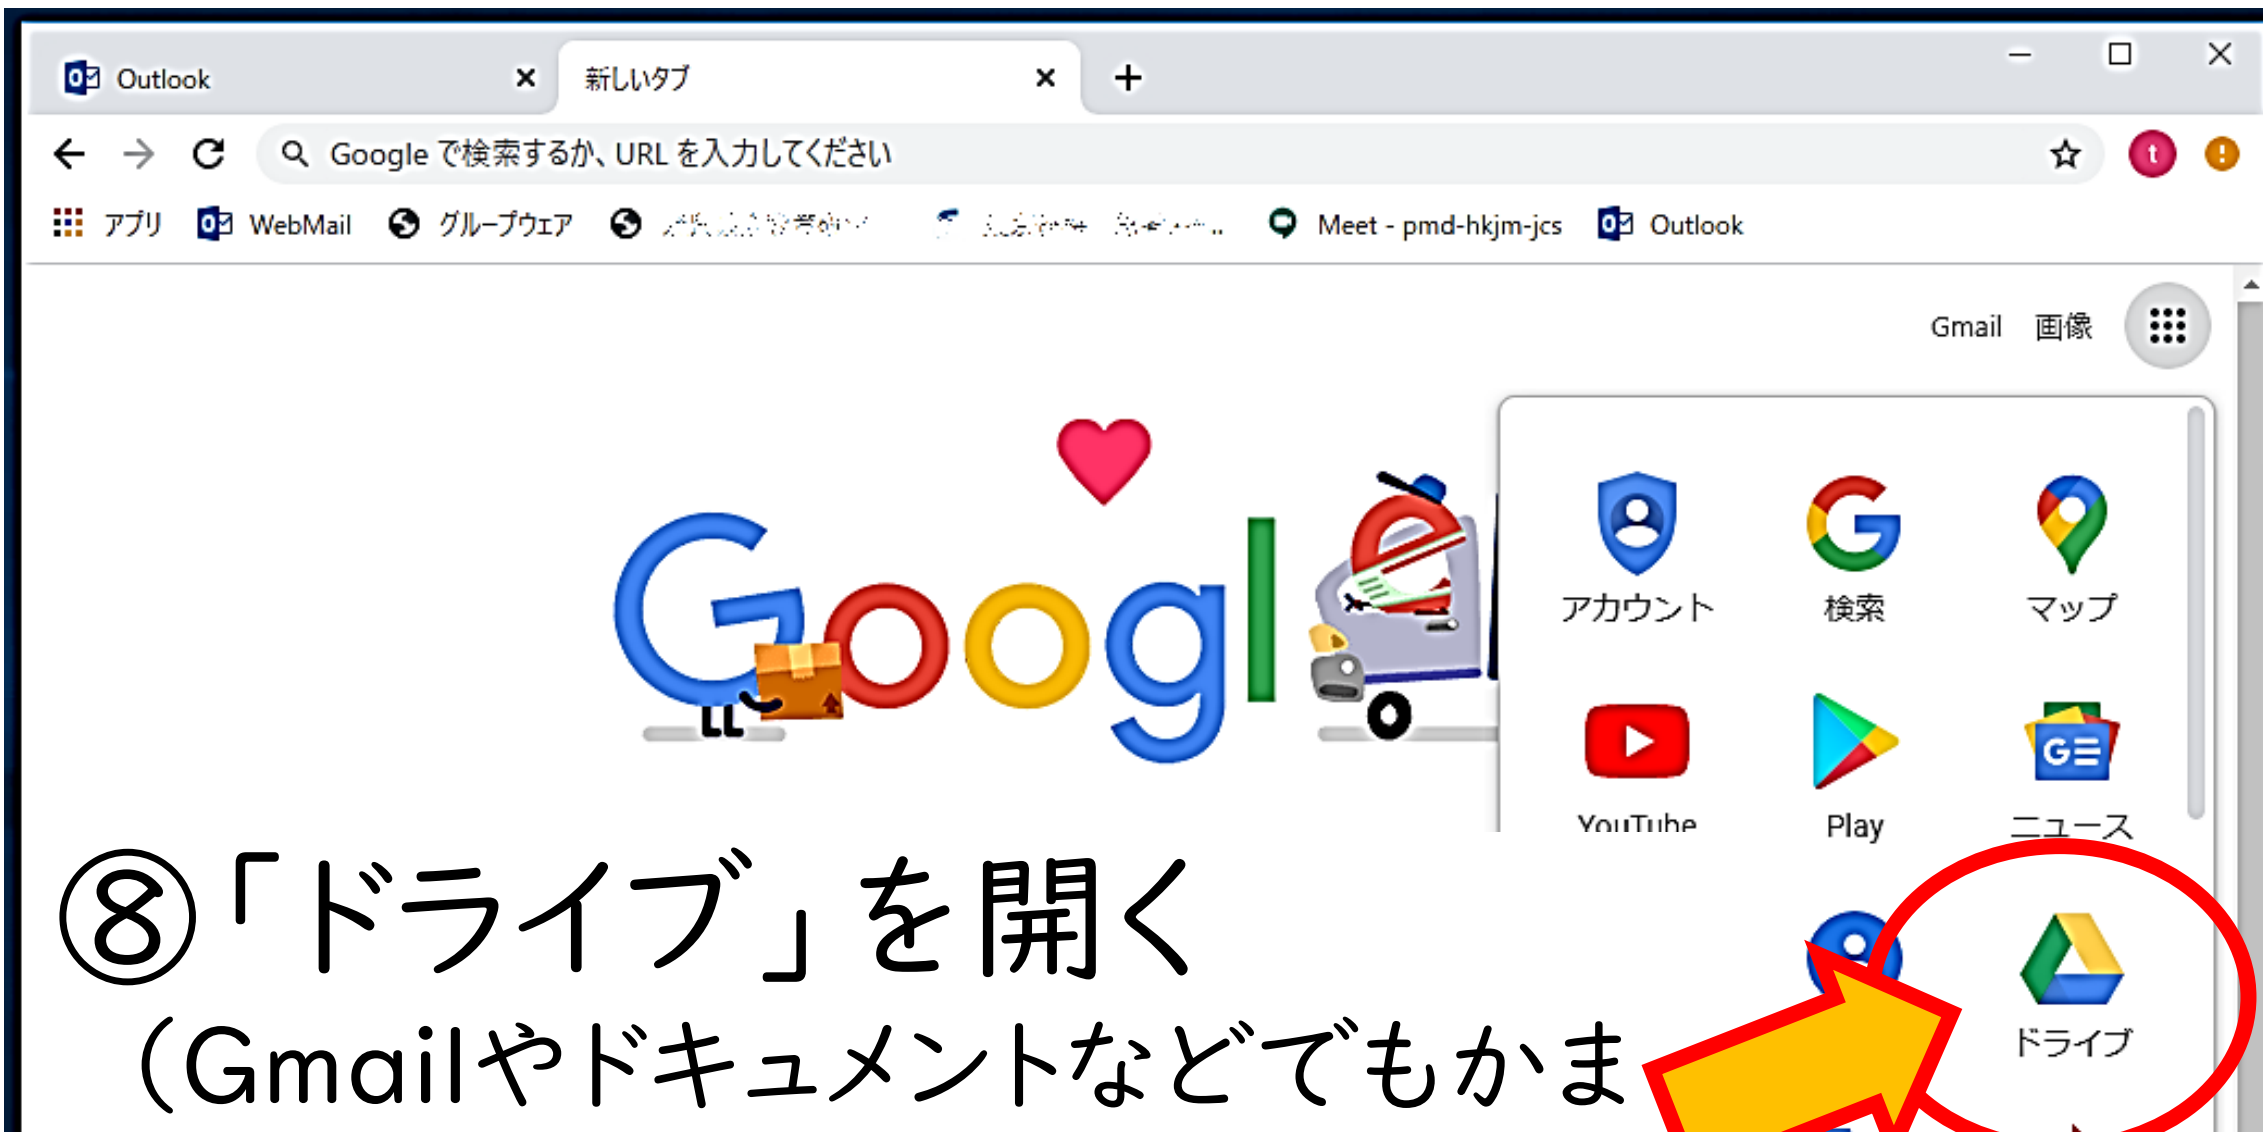 Outlook
新しいタブ
Google で検索するか、URL を入力してください
t
アプリ WebMail グループウェア Meet - pmd-hkjm-jcs Outlook
Gmail 画像
Google
アカウント 検索 マップ
YouTube Play ニュース
⑧「ドライブ」を開く
ドライブ
（Gmailやドキュメントなどでもかま